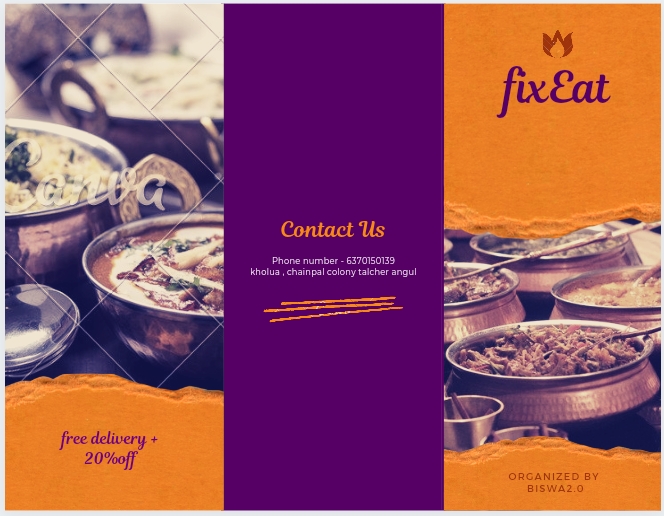 Canva
free delivery +
20%off
Contact Us
Phone number - 6370150139
kholua , chainpal colony talcher angul
fixEat
ORGANIZED BY
BISWA2.0